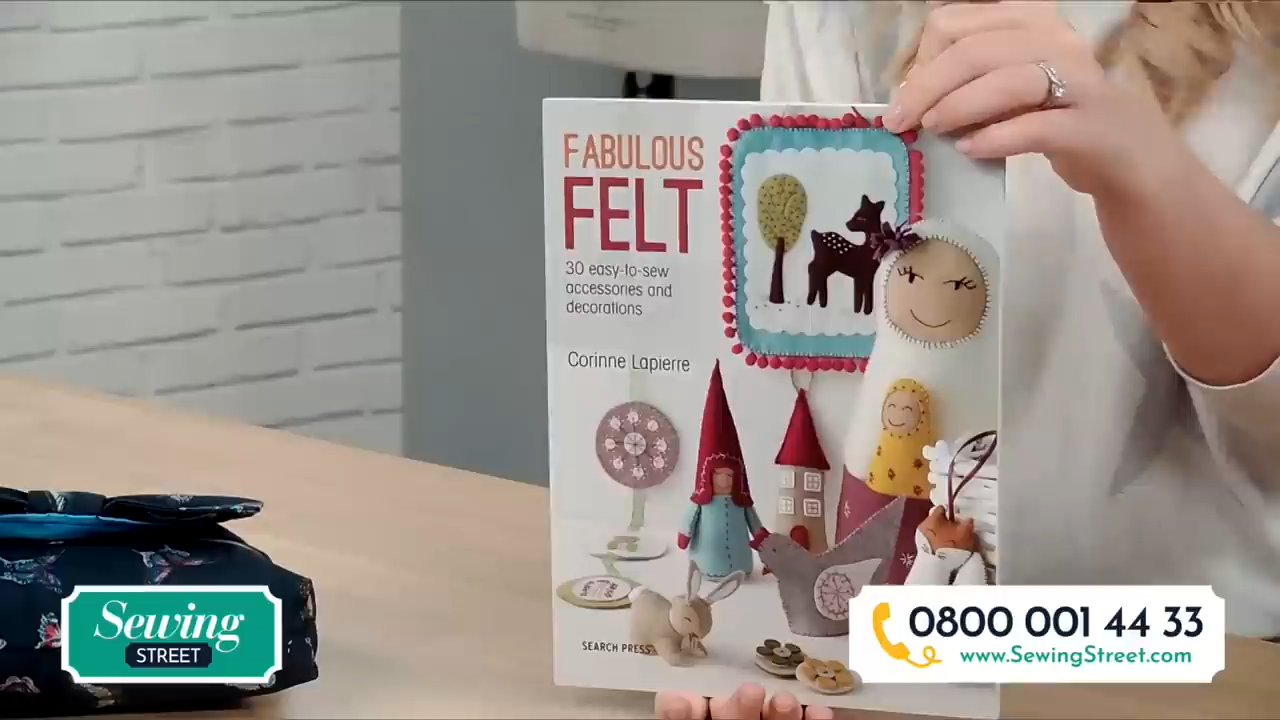 FABULOUS
FELT
30 easy-to-sew
accessories and
decorations
Corinne Lapierre
SEARCH PRESS
Sewing
STREET
0800 001 44 33
www.SewingStreet.com